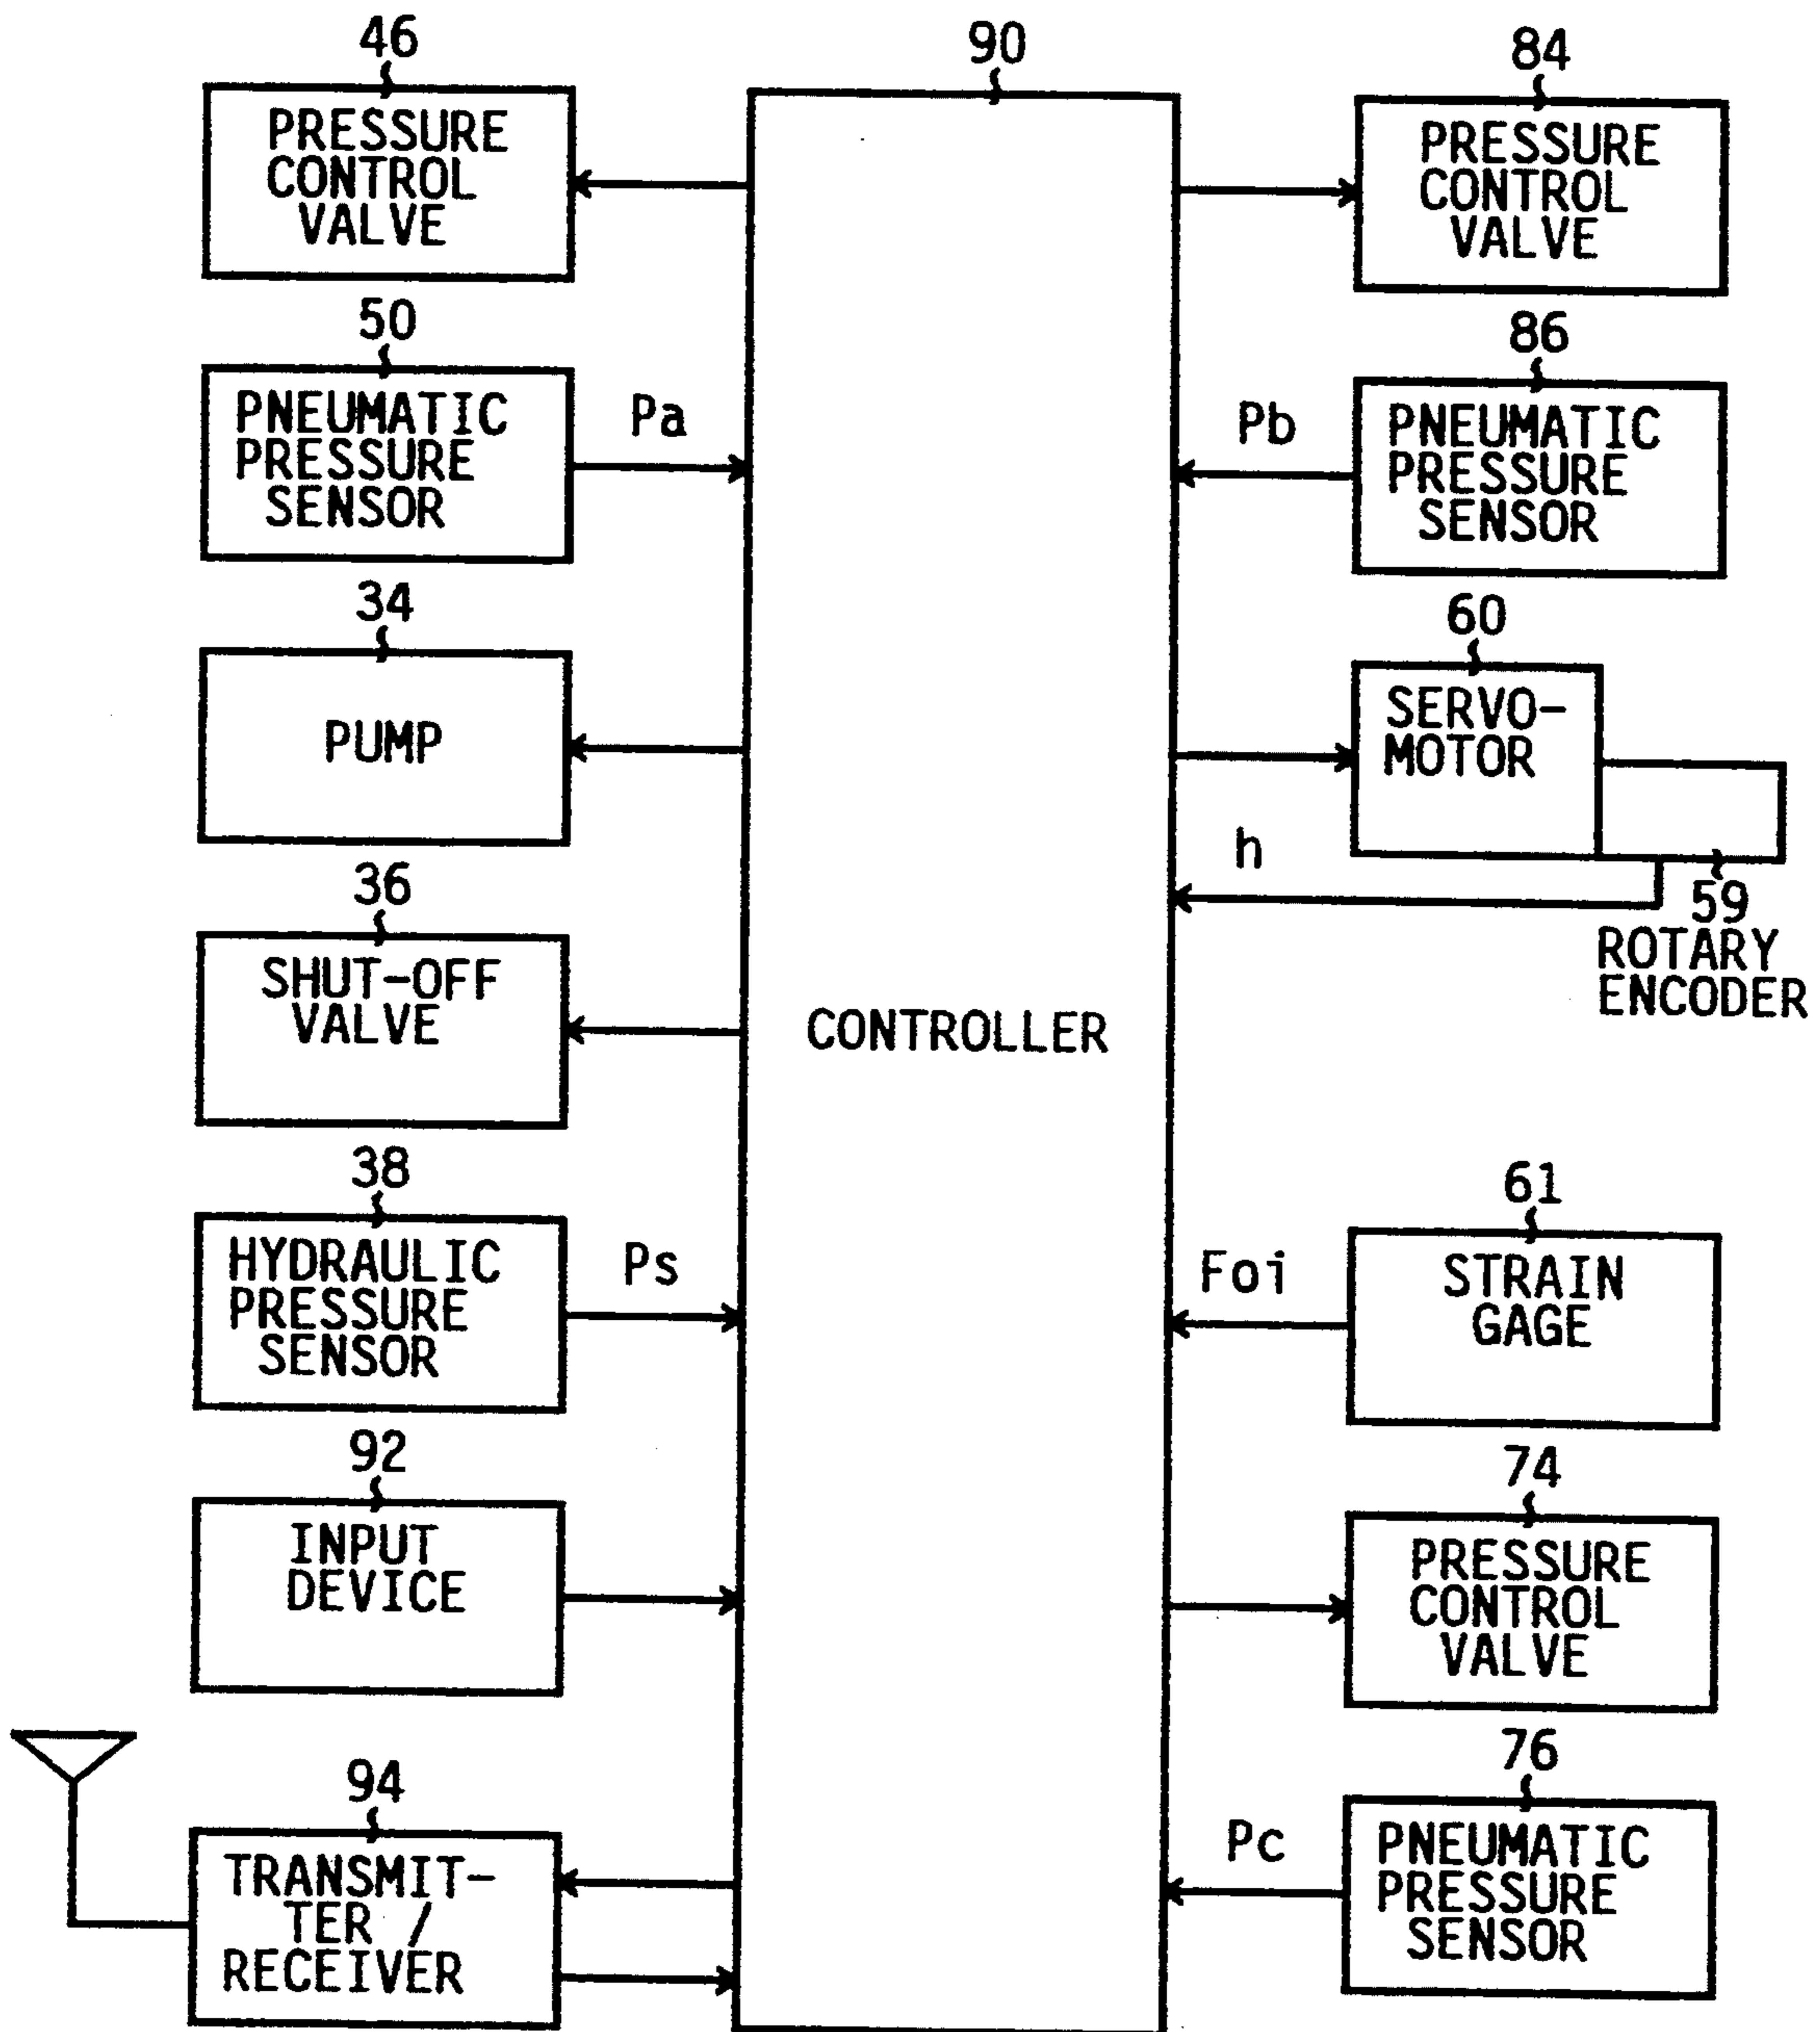 46
PRESSURE
CONTROL
VALVE
50
PNEUMATIC
PRESSURE
SENSOR
Pa
34
PUMP
36
SHUT-OFF
VALVE
38
HYDRAULIC
PRESSURE
SENSOR
Ps
92
INPUT
DEVICE
94
TRANSMIT-
TER /
RECEIVER
90
CONTROLLER
84
PRESSURE
CONTROL
VALVE
86
PNEUMATIC
PRESSURE
SENSOR
Pb
60
SERVO-
MOTOR
h
59
ROTARY
ENCODER
61
STRAIN
GAGE
Foi
74
PRESSURE
CONTROL
VALVE
76
PNEUMATIC
PRESSURE
SENSOR
Pc